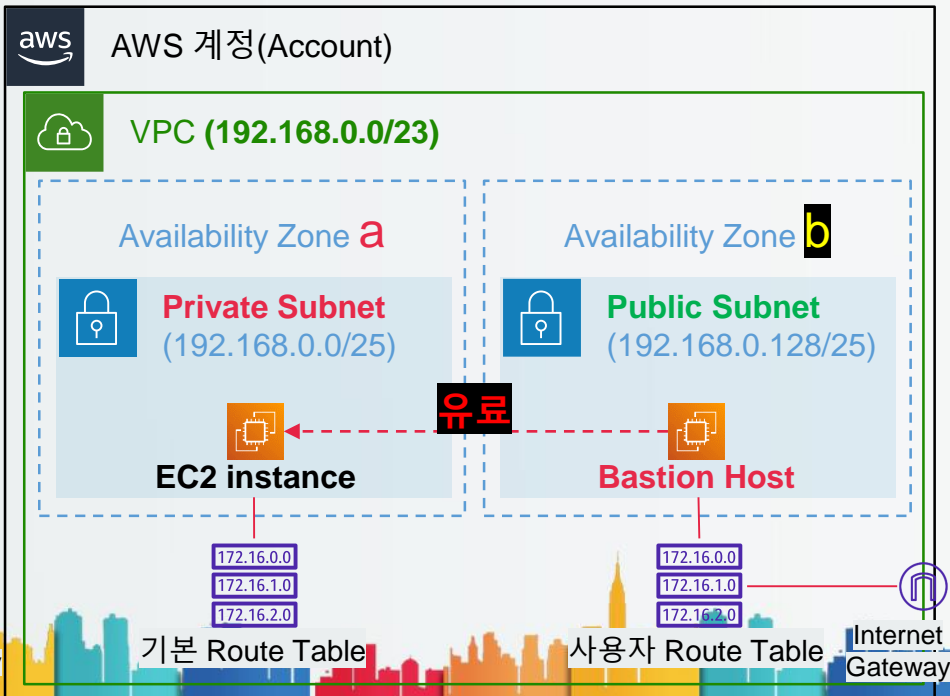 aws
AWS 계정(Account)
VPC (192.168.0.0/23)
Availability Zone a
Private Subnet
(192.168.0.0/25)
EC2 instance
Availability Zone b
Public Subnet
(192.168.0.128/25)
Bastion Host
유료
172.16.0.0
172.16.1.0
172.16.2.0
기본 Route Table
172.16.0.0
172.16.1.0
172.16.2.0
사용자 Route Table
Internet
Gateway